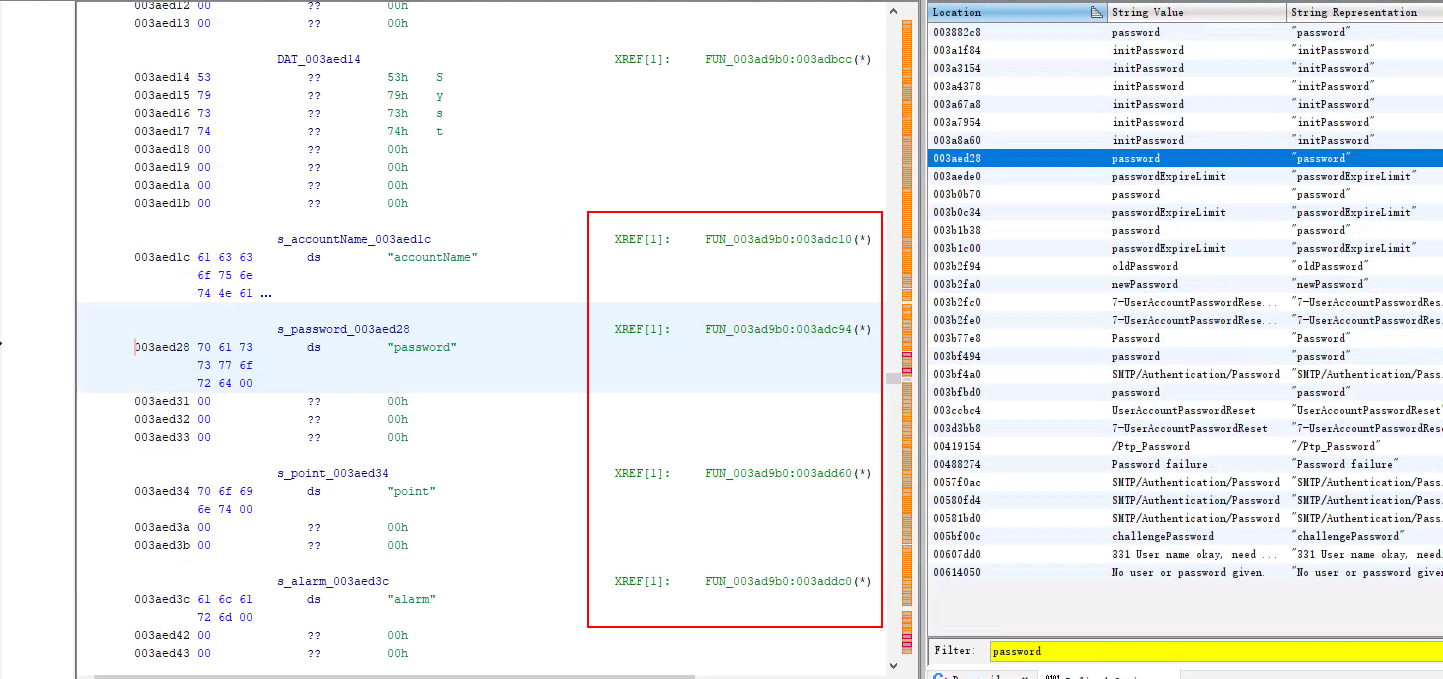 003aed12 00 ?? 00h
003aed13 00 ?? 00h
DAT_003aed14 XREF[1]: FUN_003ad9b0:003adbcc(*)
003aed14 53 ?? 53h S
003aed15 79 ?? 79h y
003aed16 73 ?? 73h s
003aed17 74 ?? 74h t
003aed18 00 ?? 00h
003aed19 00 ?? 00h
003aed1a 00 ?? 00h
003aed1b 00 ?? 00h
s_accountName_003aed1c XREF[1]: FUN_003ad9b0:003adc10(*)
003aed1c 61 63 63 ds "accountName"
6f 75 6e
74 4e 61 ...
s_password_003aed28 XREF[1]: FUN_003ad9b0:003adc94(*)
003aed28 70 61 73 ds "password"
73 77 6f
72 64 00
003aed31 00 ?? 00h
003aed32 00 ?? 00h
003aed33 00 ?? 00h
s_point_003aed34 XREF[1]: FUN_003ad9b0:003add60(*)
003aed34 70 6f 69 ds "point"
6e 74 00
003aed3a 00 ?? 00h
003aed3b 00 ?? 00h
s_alarm_003aed3c XREF[1]: FUN_003ad9b0:003addc0(*)
003aed3c 61 6c 61 ds "alarm"
72 6d 00
003aed42 00 ?? 00h
003aed43 00 ?? 00h
Location String Value String Representation
003882c8 password "password"
003a1f84 initPassword "initPassword"
003a3154 initPassword "initPassword"
003a4378 initPassword "initPassword"
003a67a8 initPassword "initPassword"
003a7954 initPassword "initPassword"
003a8a60 initPassword "initPassword"
003aed28 password "password"
003aede0 passwordExpireLimit "passwordExpireLimit"
003b0b70 password "password"
003b0c34 passwordExpireLimit "passwordExpireLimit"
003b1b38 password "password"
003b1c00 passwordExpireLimit "passwordExpireLimit"
003b2f94 oldPassword "oldPassword"
003b2fa0 newPassword "newPassword"
003b2fc0 7-UserAccountPasswordRese... "7-UserAccountPasswordRes
003b2fe0 7-UserAccountPasswordRese... "7-UserAccountPasswordRes
003b77e8 Password "Password"
003bf494 password "password"
003bf4a0 SMTP/Authentication/Password "SMTP/Authentication/Pass
003bfbd0 password "password"
003ccbc4 UserAccountPasswordReset "UserAccountPasswordReset"
003d3bb8 7-UserAccountPasswordReset "7-UserAccountPasswordRes
00419154 /Ptp_Password "/Ptp_Password"
00488274 Password failure "Password failure"
0057f0ac SMTP/Authentication/Password "SMTP/Authentication/Pass
00580fd4 SMTP/Authentication/Password "SMTP/Authentication/Pass
00581bd0 SMTP/Authentication/Password "SMTP/Authentication/Pass
005bf00c challengePassword "challengePassword"
00607dd0 331 User name okay, need ... "331 User name okay, need
00614050 No user or password given. "No user or password give
Filter: password